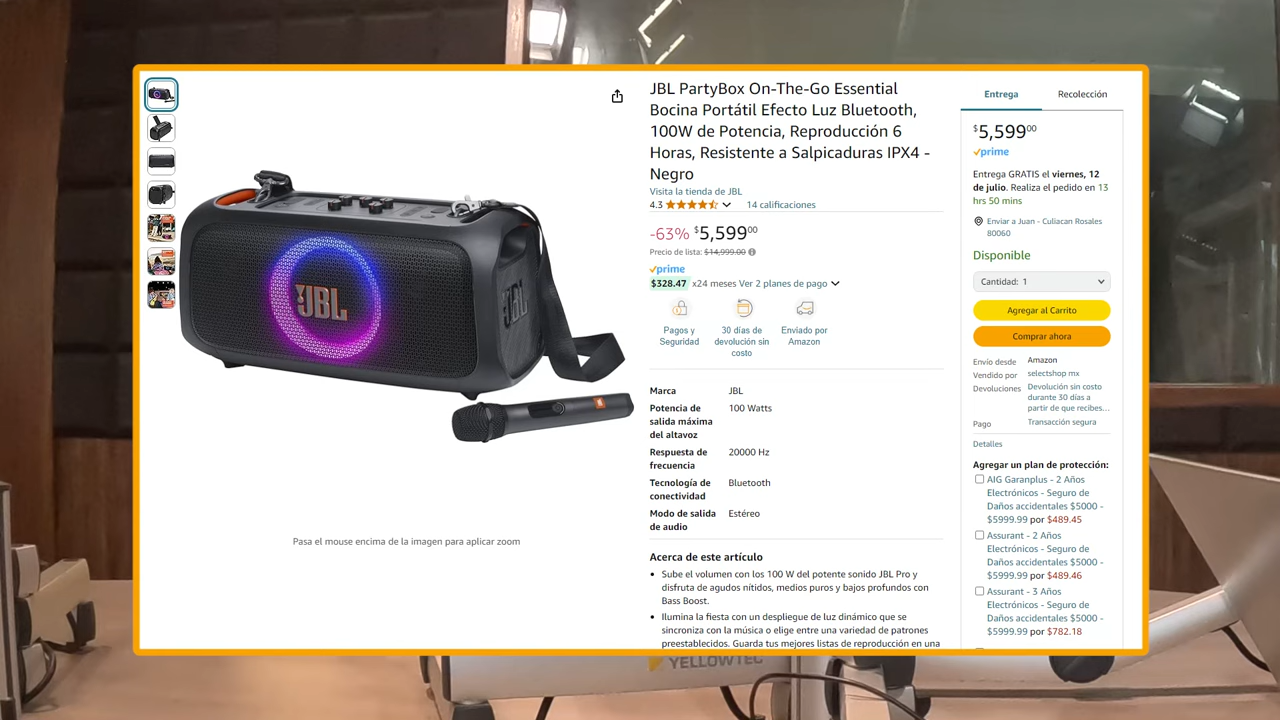 JBL PartyBox On-The-Go Essential
Bocina Portátil Efecto Luz Bluetooth,
100W de Potencia, Reproducción 6
Horas, Resistente a Salpicaduras IPX4 -
Negro
Visita la tienda de JBL
4.3
14 calificaciones
-63% $5,59900
Precio de lista: $14,999.00
prime
$328.47 x24 meses Ver 2 planes de pago
Pagos y
Seguridad
30 días de
devolución sin
costo
Enviado por
Amazon
Marca JBL
Potencia de
salida máxima
del altavoz
100 Watts
Respuesta de
frecuencia
20000 Hz
Tecnología de
conectividad
Bluetooth
Modo de salida
de audio
Estéreo
Acerca de este artículo
Sube el volumen con los 100 W del potente sonido JBL Pro y
disfruta de agudos nítidos, medios puros y bajos profundos con
Bass Boost.
Ilumina la fiesta con un despliegue de luz dinámico que se
sincroniza con la música o elige entre una variedad de patrones
preestablecidos. Guarda tus mejores listas de reproducción en una
JBL
JBL
Pasa el mouse encima de la imagen para aplicar zoom
Entrega Recolección
$5,59900
prime
Entrega GRATIS el viernes, 12
de julio. Realiza el pedido en 13
hrs 50 mins
Enviar a Juan - Culiacan Rosales
80060
Disponible
Cantidad: 1
Agregar al Carrito
Comprar ahora
Envío desde Amazon
Vendido por selectshop mx
Devoluciones Devolución sin costo
durante 30 días a
partir de que recibes...
Pago Transacción segura
Detalles
Agregar un plan de protección:
AIG Garanplus - 2 Años
Electrónicos - Seguro de
Daños accidentales $5000 -
$5999.99 por $489.45
Assurant - 2 Años
Electrónicos - Seguro de
Daños accidentales $5000 -
$5999.99 por $489.46
Assurant - 3 Años
Electrónicos - Seguro de
Daños accidentales $5000 -
$5999.99 por $782.18
YELLOWTEC